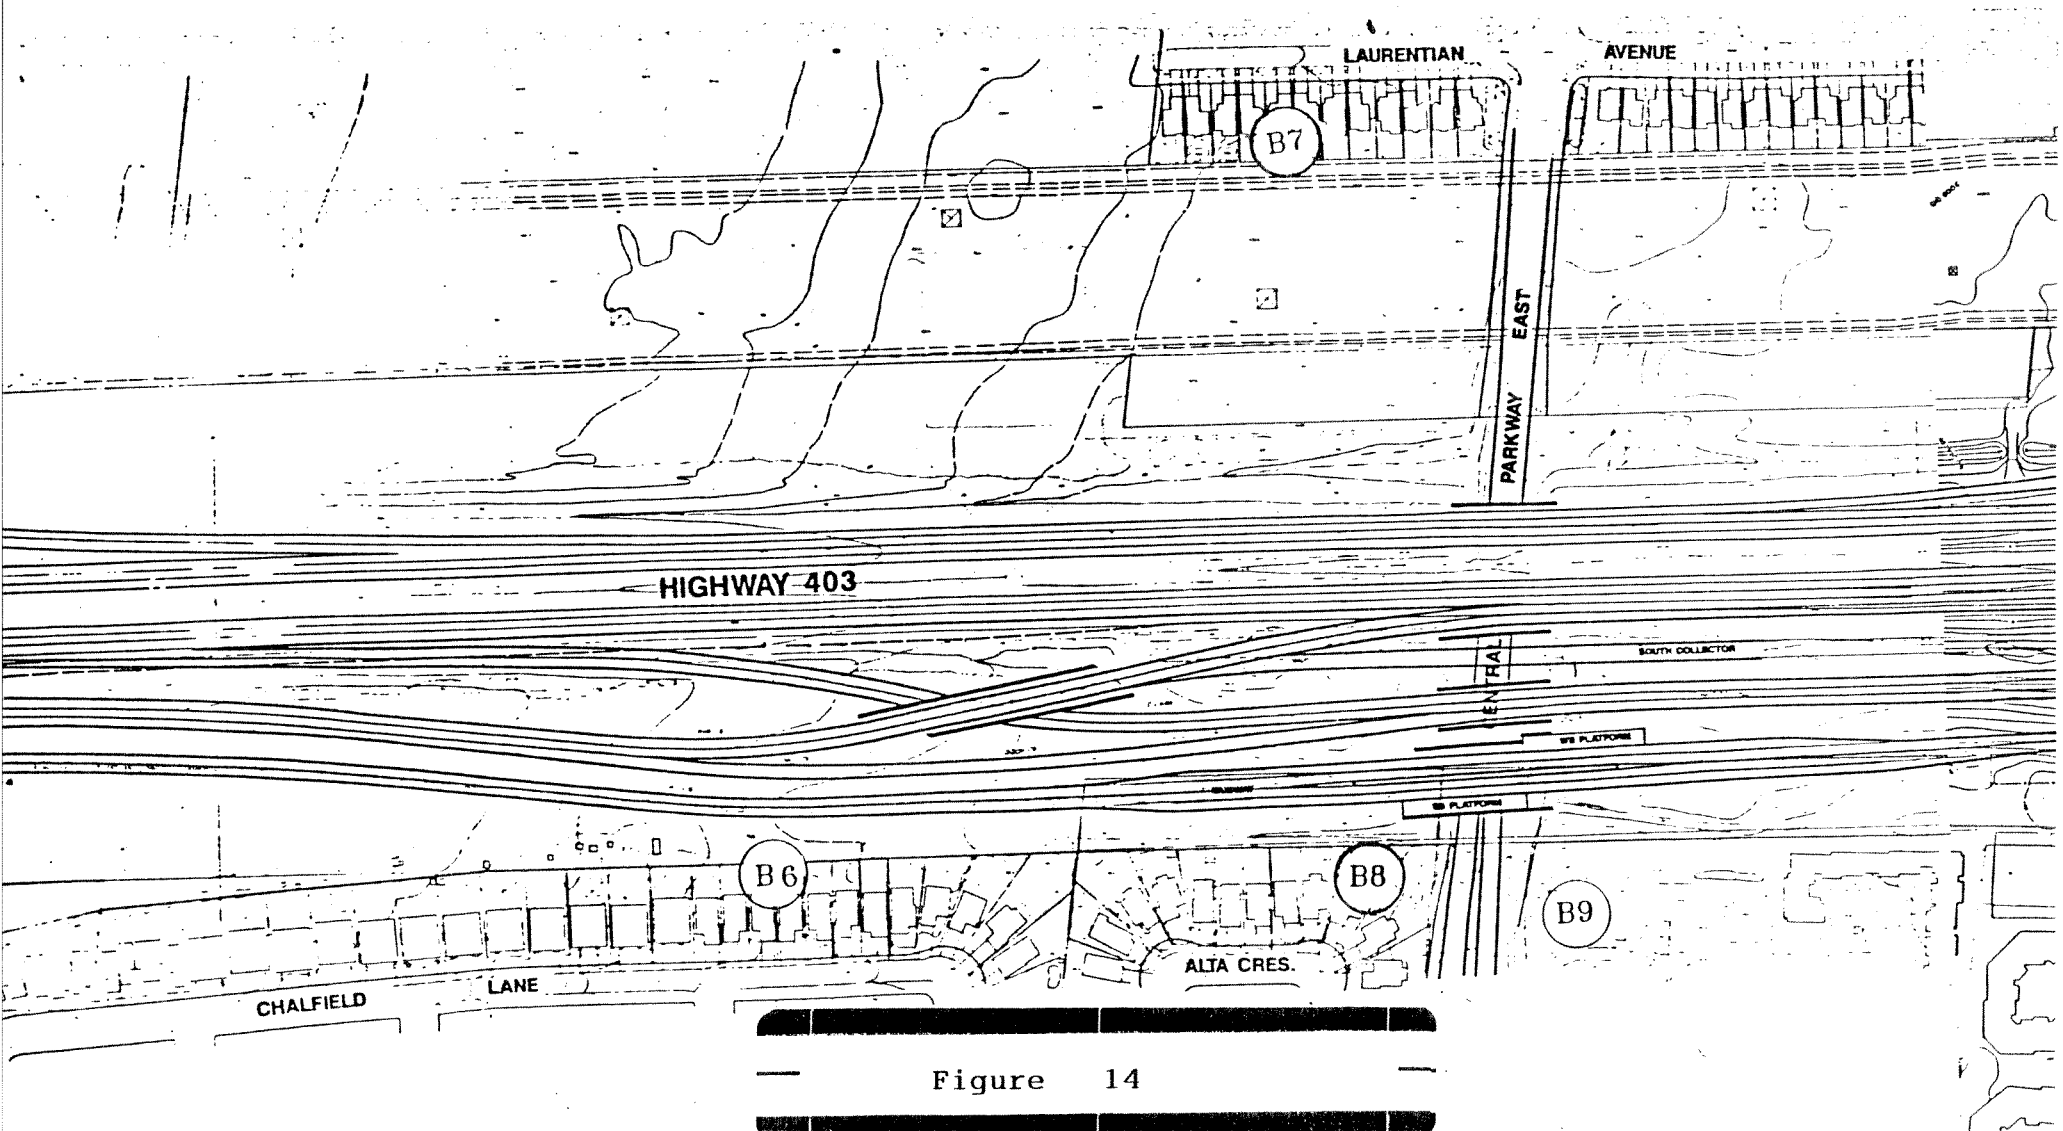 LAURENTIAN AVENUE
B7
EAST
PARKWAY
HIGHWAY 403
CENTRAL
SOUTH COLLECTOR
W/B PLATFORM
BUSWAY
EB PLATFORM
B6
B8
B9
ALTA CRES.
CHALFIELD LANE
Figure 14